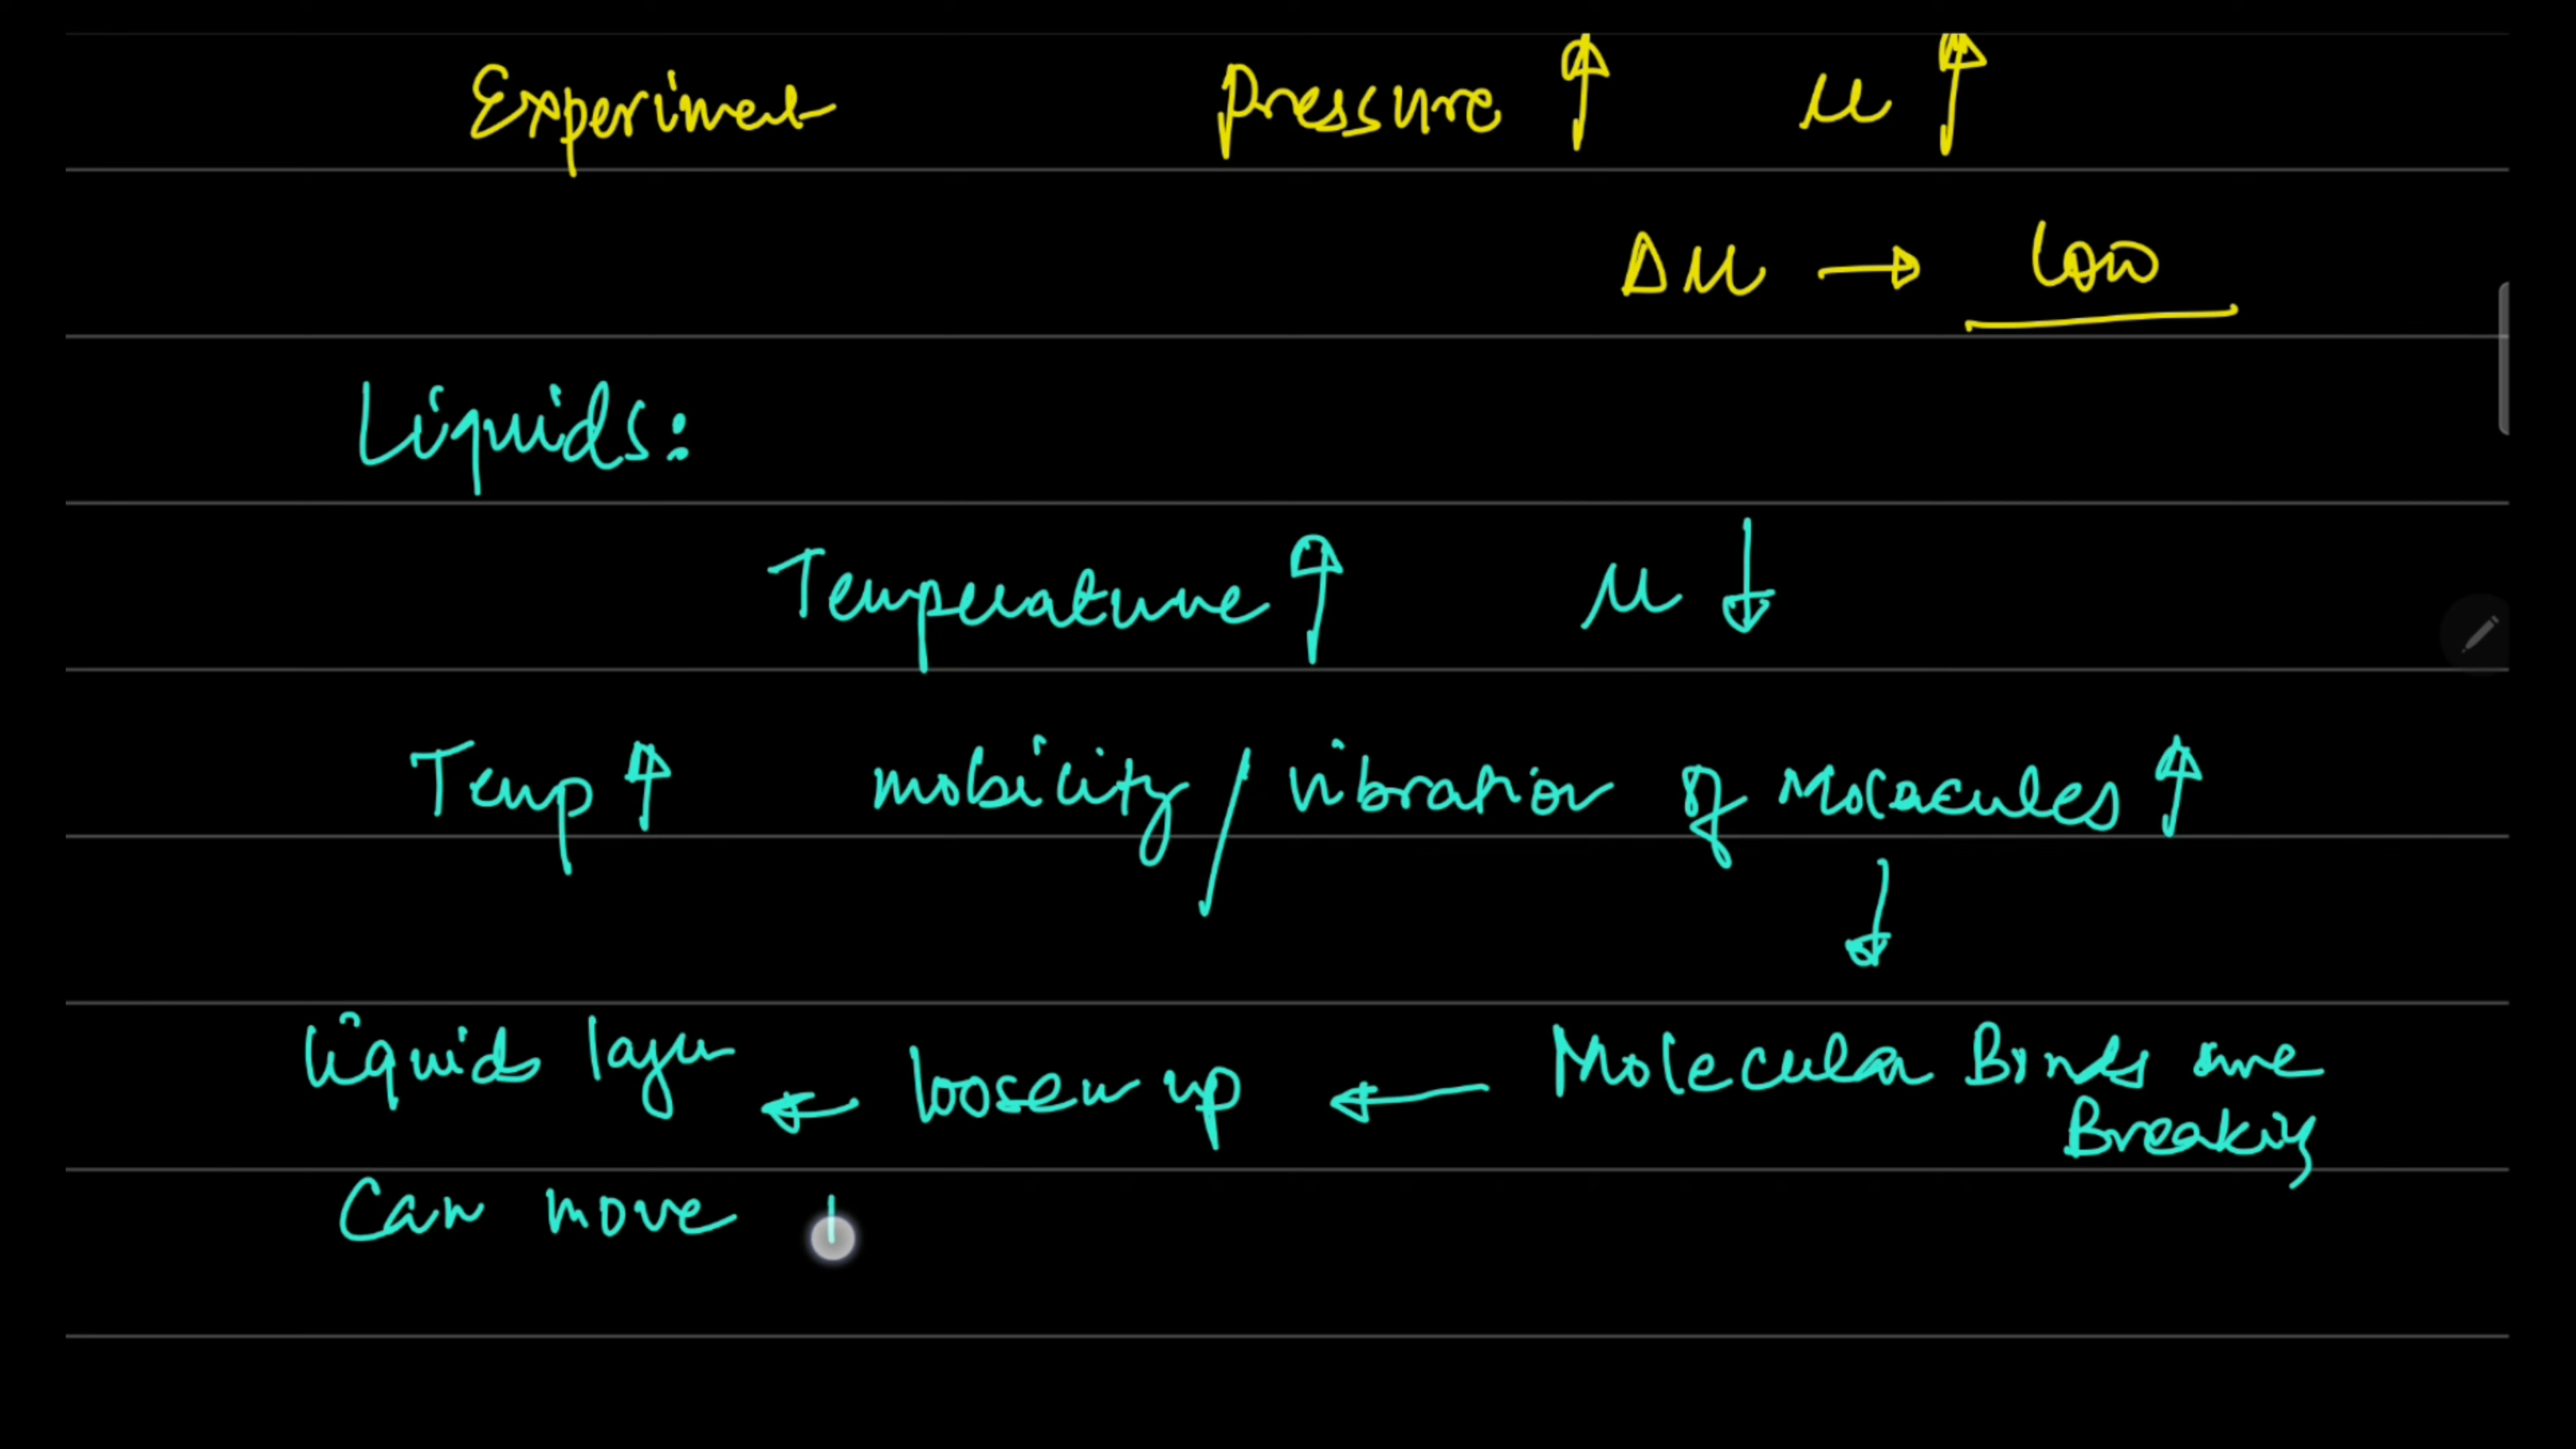 Experiment Pressure ↑ μ ↑
Δμ → low
Liquids:
Temperature ↑ μ ↓
Temp ↑ mobility / vibration of Molecules ↑
↓
Liquids layer ← loosen up ← Molecular Bonds are
Breaking
Can move